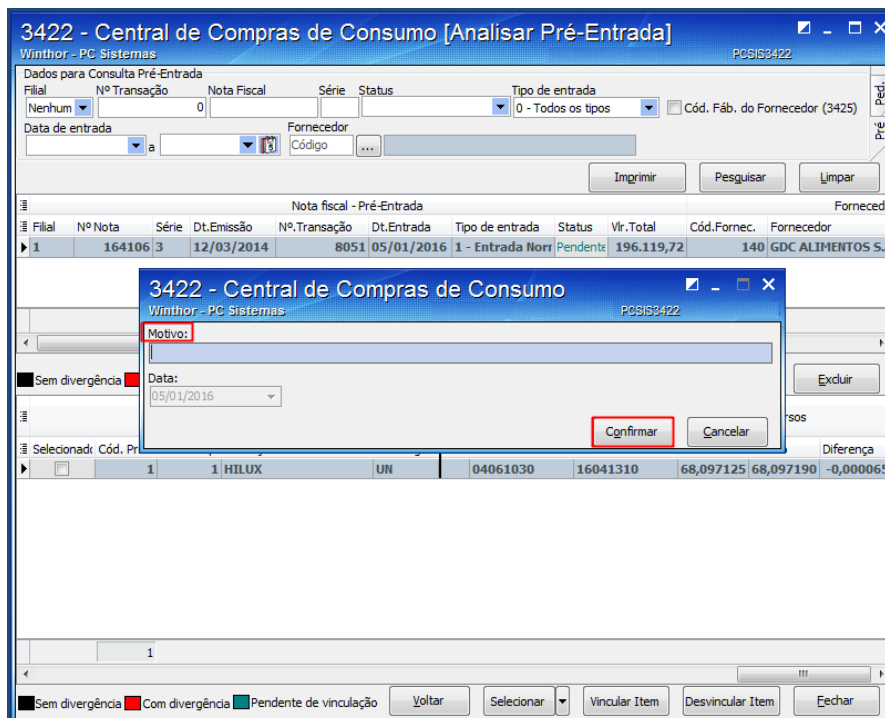 3422 - Central de Compras de Consumo [Analisar Pré-Entrada]
Winthor - PC Sistemas PCSIS3422
Dados para Consulta Pré-Entrada
Filial Nº Transação Nota Fiscal Série Status Tipo de entrada
Nenhum 0 0 - Todos os tipos Cód. Fáb. do Fornecedor (3425)
Ped.
Pré
Data de entrada Fornecedor
a Código ...
Imprimir Pesquisar Limpar
Nota fiscal - Pré-Entrada Forneced
Filial Nº Nota Série Dt.Emissão Nº.Transação Dt.Entrada Tipo de entrada Status Vlr.Total Cód.Fornec. Fornecedor
1 164106 3 12/03/2014 8051 05/01/2016 1 - Entrada Norr Pendente 196.119,72 140 GDC ALIMENTOS S.
3422 - Central de Compras de Consumo
Winthor - PC Sistemas PCSIS3422
Motivo:
Data:
05/01/2016
Confirmar Cancelar
Sem divergência Excluir
rsos
Selecionado Cód. Pr Diferença
1 1 HILUX UN 04061030 16041310 68,097125 68,097190 -0,000065
1
Sem divergência Com divergência Pendente de vinculação Voltar Selecionar Vincular Item Desvincular Item Fechar